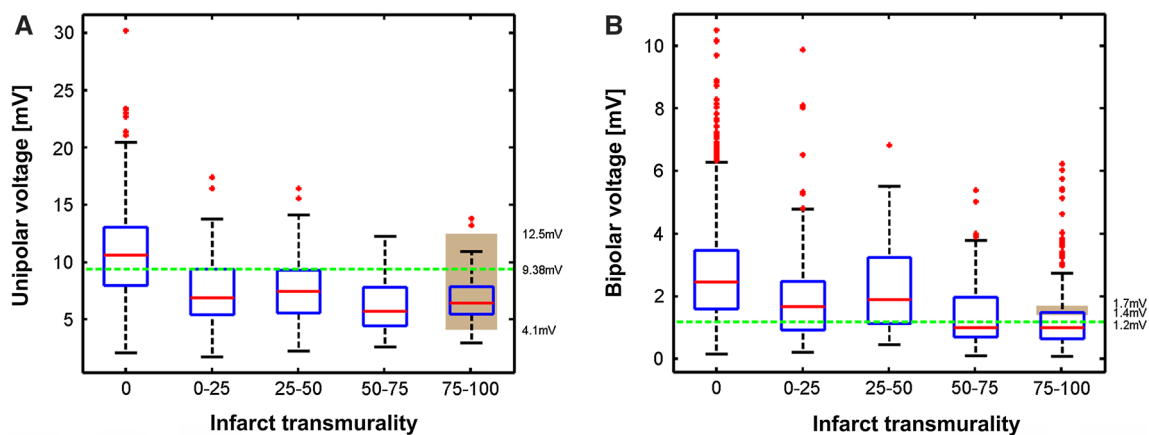 A
Unipolar voltage [mV]
30
25
20
15
10
5
12.5mV
9.38mV
4.1mV
0
0-25
25-50
50-75
75-100
Infarct transmurality
B
Bipolar voltage [mV]
10
8
6
4
2
0
1.7mV
1.4mV
1.2mV
0
0-25
25-50
50-75
75-100
Infarct transmurality